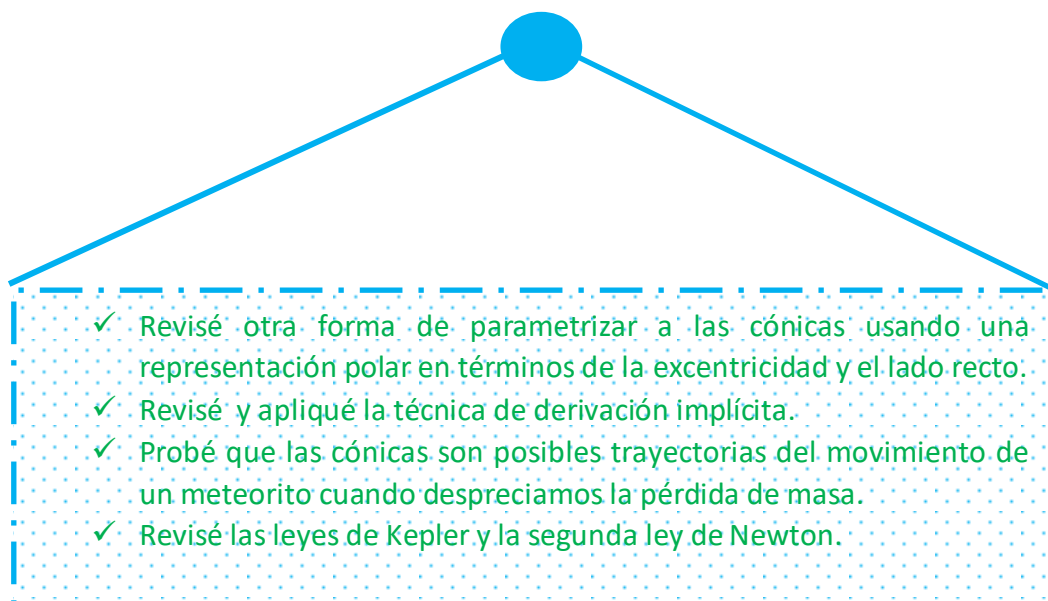 ✓ Revisé otra forma de parametrizar a las cónicas usando una
representación polar en términos de la excentricidad y el lado recto.
✓ Revisé y apliqué la técnica de derivación implícita.
✓ Probé que las cónicas son posibles trayectorias del movimiento de
un meteorito cuando despreciamos la pérdida de masa.
✓ Revisé las leyes de Kepler y la segunda ley de Newton.